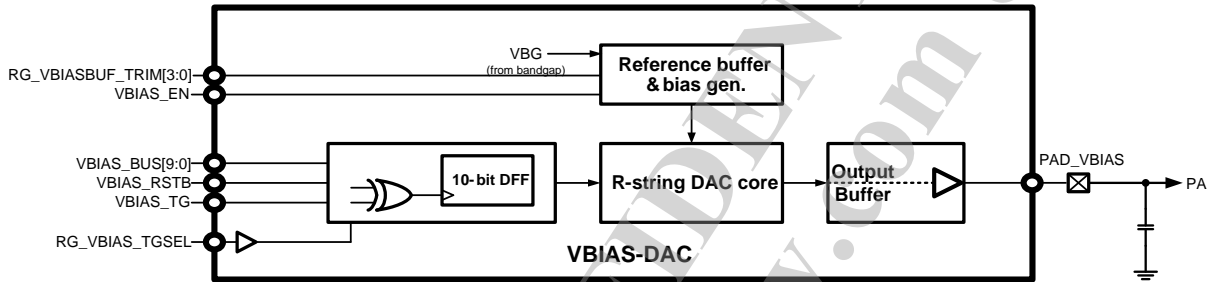 VBG
(from bandgap)
Reference buffer
& bias gen.
RG_VBIASBUF_TRIM[3:0]
VBIAS_EN
VBIAS_BUS[9:0]
VBIAS_RSTB
VBIAS_TG
RG_VBIAS_TGSEL
10-bit DFF
R-string DAC core
Output
Buffer
PAD_VBIAS
PA
VBIAS-DAC